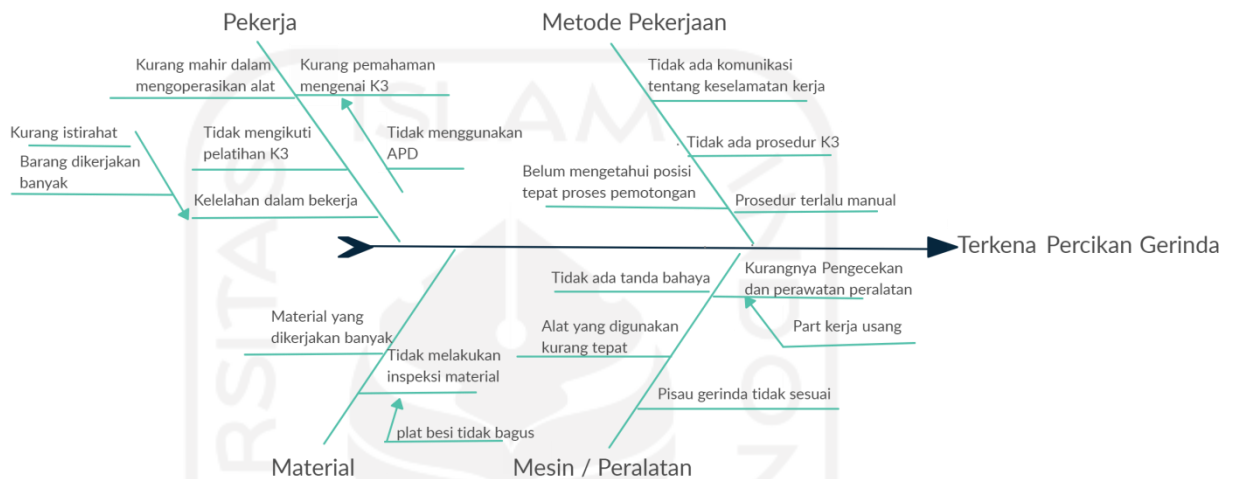 Pekerja
Metode Pekerjaan
Kurang mahir dalam
mengoperasikan alat
Kurang pemahaman
mengenai K3
Kurang istirahat
Barang dikerjakan
banyak
Tidak mengikuti
pelatihan K3
Tidak menggunakan
APD
Kelelahan dalam bekerja
Tidak ada komunikasi
tentang keselamatan kerja
Tidak ada prosedur K3
Belum mengetahui posisi
tepat proses pemotongan
Prosedur terlalu manual
Terkena Percikan Gerinda
Material yang
dikerjakan banyak
Tidak melakukan
inspeksi material
plat besi tidak bagus
Tidak ada tanda bahaya
Kurangnya Pengecekan
dan perawatan peralatan
Alat yang digunakan
kurang tepat
Part kerja usang
Pisau gerinda tidak sesuai
Material
Mesin / Peralatan
ISLAM
RSITAS